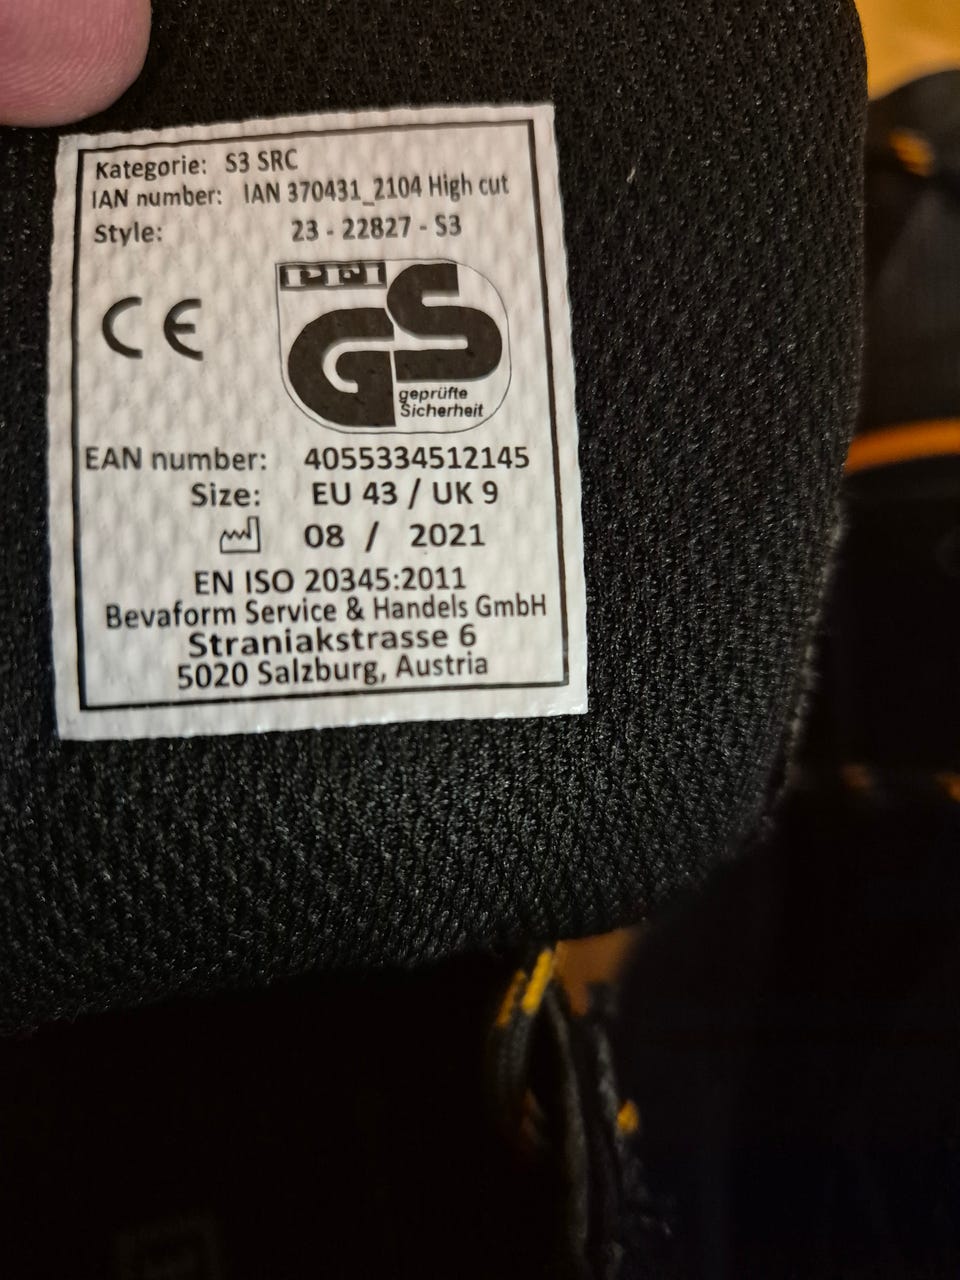 Kategorie: S3 SRC
IAN number: IAN 370431_2104 High cut
Style: 23 - 22827 - S3
CE
PFI
GS
geprüfte
Sicherheit
EAN number: 4055334512145
Size: EU 43 / UK 9
08 / 2021
EN ISO 20345:2011
Bevaform Service & Handels GmbH
Straniakstrasse 6
5020 Salzburg, Austria